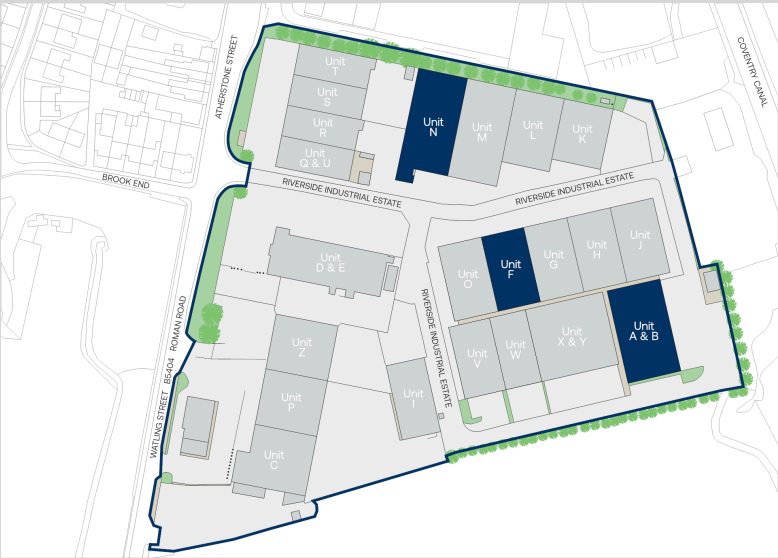 ATHERSTONE STREET
COVENTRY CANAL
Unit
T
Unit
S
Unit
R
Unit
Q & U
Unit
N
Unit
M
Unit
L
Unit
K
BROOK END
RIVERSIDE INDUSTRIAL ESTATE
RIVERSIDE INDUSTRIAL ESTATE
Unit
D & E
Unit
O
Unit
F
Unit
G
Unit
H
Unit
J
RIVERSIDE INDUSTRIAL ESTATE
WATLING STREET B5404 ROMAN ROAD
Unit
Z
Unit
V
Unit
W
Unit
X & Y
Unit
A & B
Unit
P
Unit
I
Unit
C